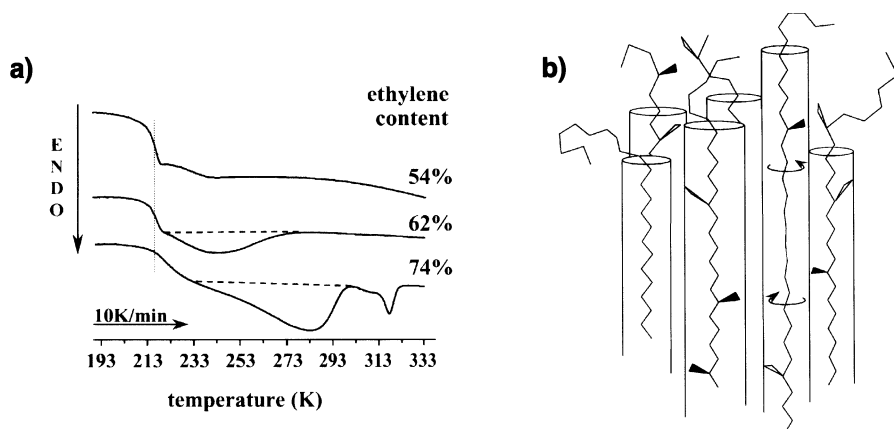 a)
ethylene
content
E
N
D
O
54%
62%
74%
10K/min
193 213 233 253 273 293 313 333
temperature (K)
b)